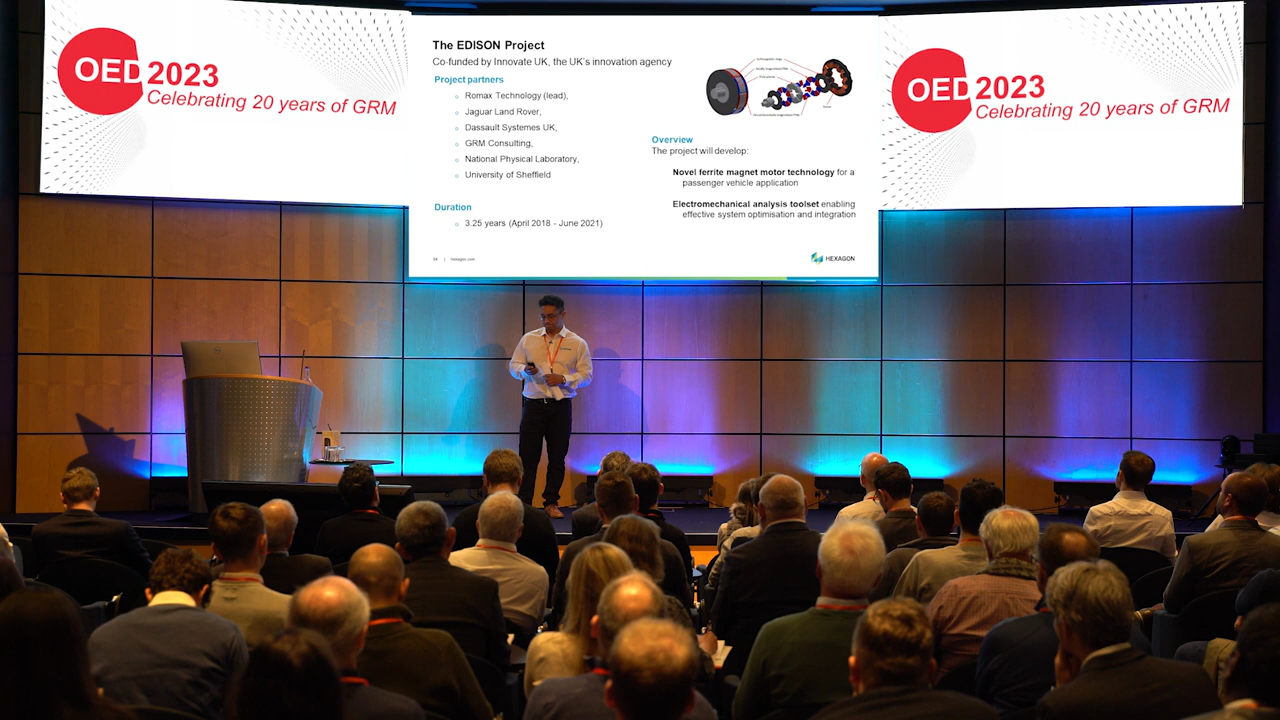 OED 2023
Celebrating 20 years of GRM
The EDISON Project
Co-funded by Innovate UK, the UK's innovation agency
Project partners
Romax Technology (lead),
Jaguar Land Rover,
Dassault Systemes UK,
GRM Consulting,
National Physical Laboratory,
University of Sheffield
Duration
3.25 years (April 2018 - June 2021)
Overview
The project will develop:
Novel ferrite magnet motor technology for a
passenger vehicle application
Electromechanical analysis toolset enabling
effective system optimisation and integration
| hexagon.com
HEXAGON
OED 2023
Celebrating 20 years of GRM